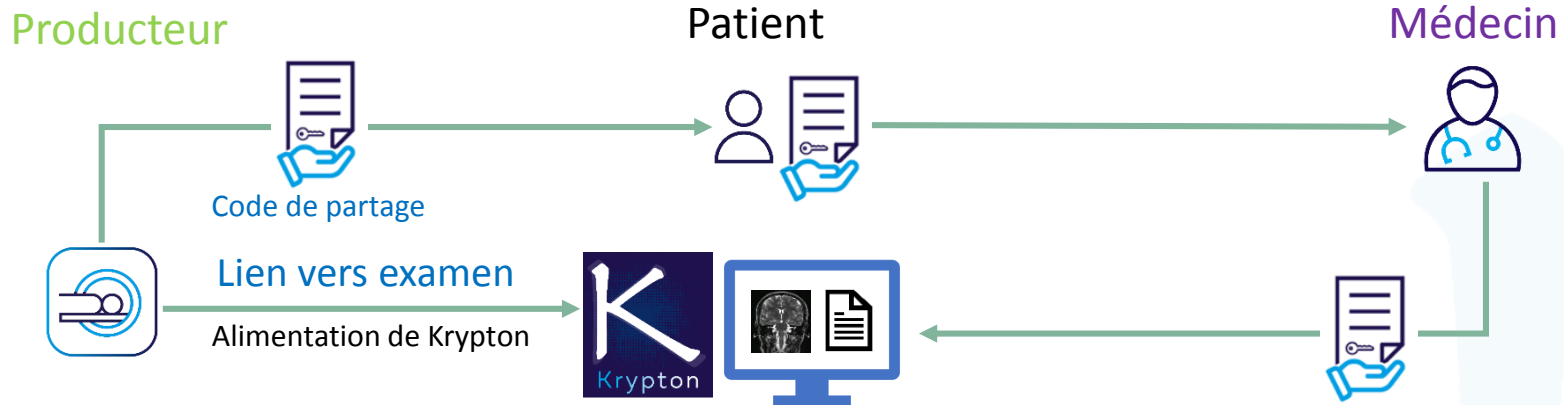 Producteur
Patient
Médecin
Code de partage
Lien vers examen
Alimentation de Krypton
K
Krypton